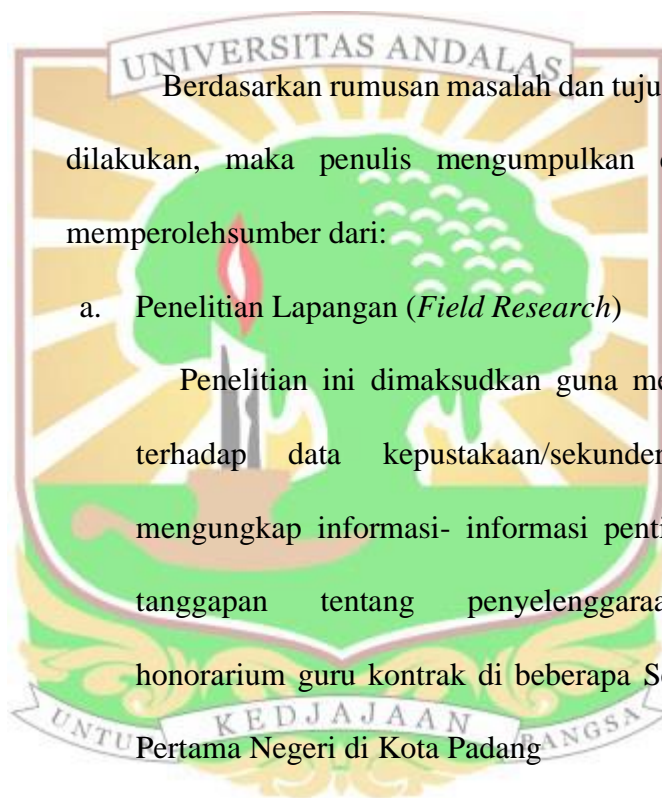 UNIVERSITAS ANDALAS
Berdasarkan rumusan masalah dan tuju
dilakukan, maka penulis mengumpulkan
memperolehsumber dari:
a. Penelitian Lapangan (Field Research)
Penelitian ini dimaksudkan guna me
terhadap data kepustakaan/sekunder
mengungkap informasi- informasi penti
tanggapan tentang penyelenggaraa
honorarium guru kontrak di beberapa S
Pertama Negeri di Kota Padang
UNTU KEDJAJAAN BANGSA